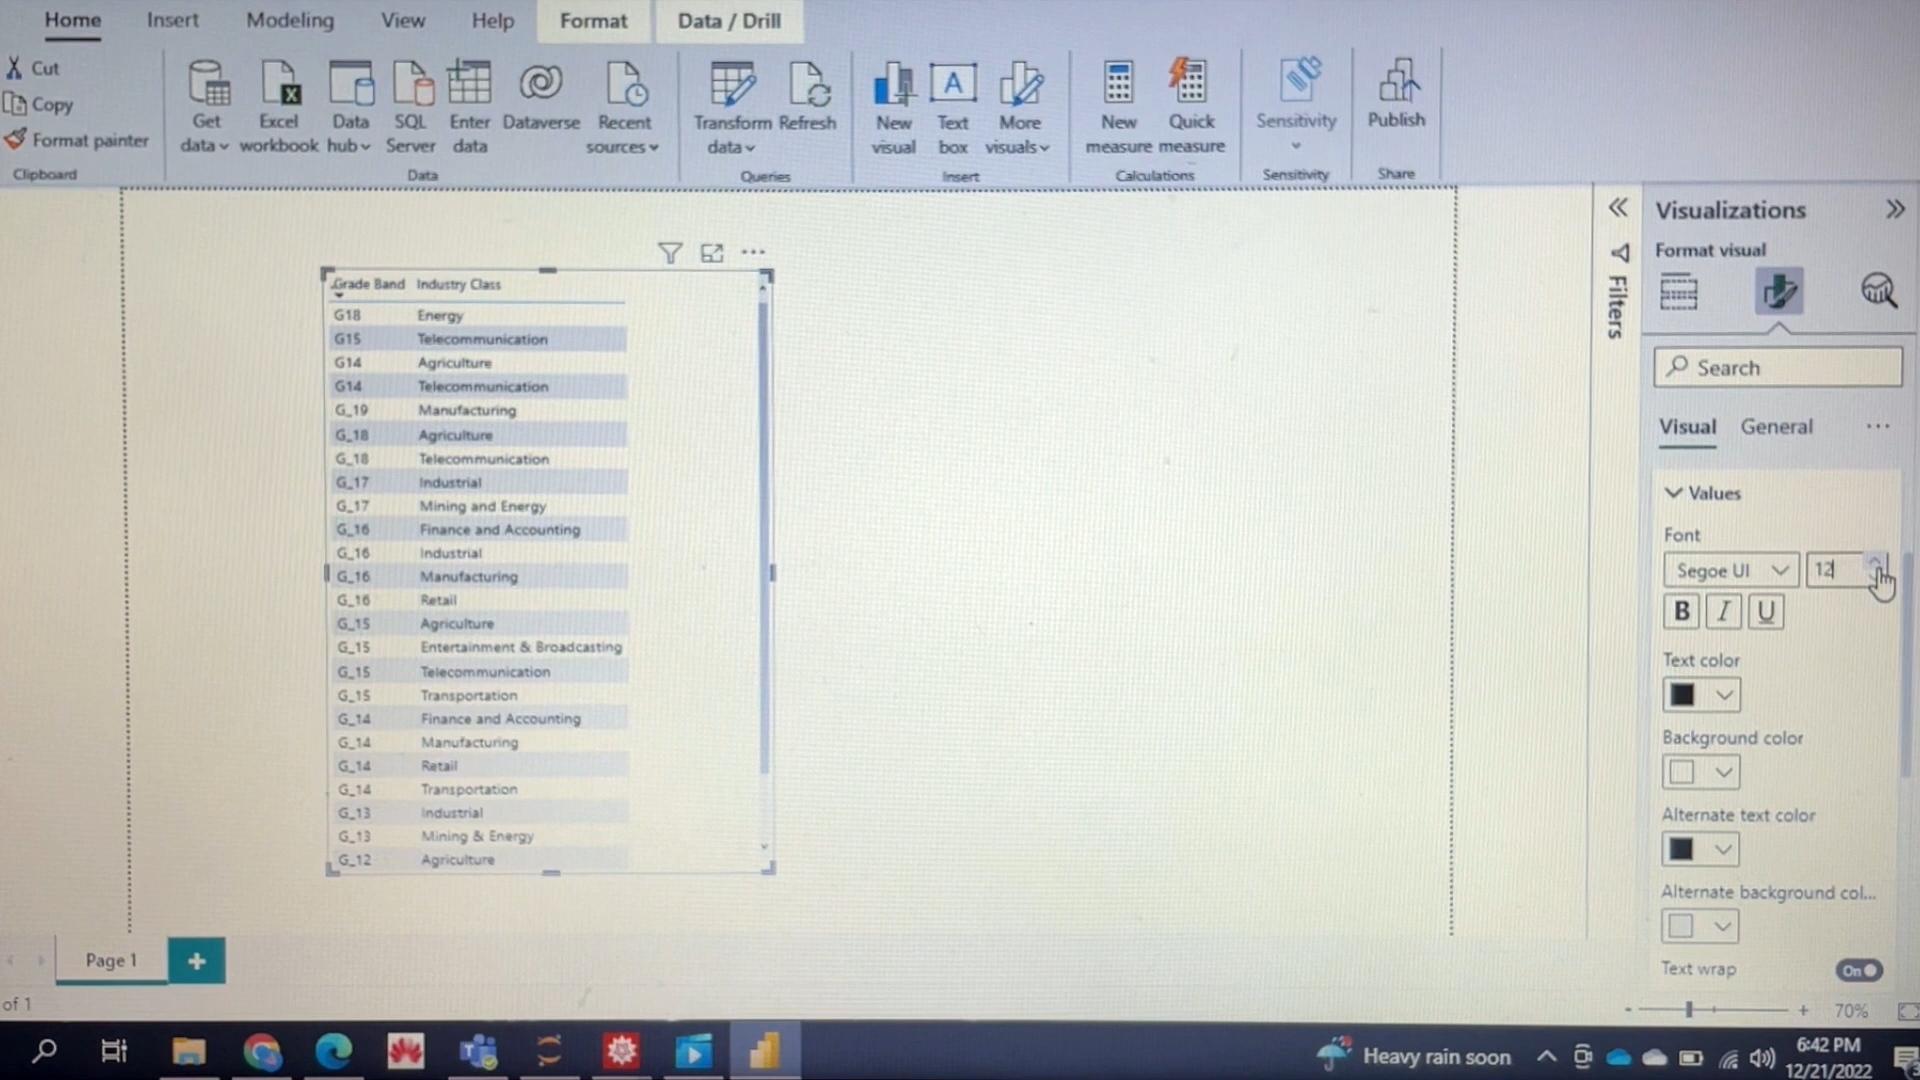 Home Insert Modeling View Help Format Data / Drill
Cut
Copy
Format painter
Clipboard
Get data
Excel workbook
Data hub
SQL Server
Enter data
Dataverse
Recent sources
Data
Transform data
Refresh
Queries
New visual
Text box
More visuals
Insert
New measure
Quick measure
Calculations
Sensitivity
Sensitivity
Publish
Share
Grade Band Industry Class
G18 Energy
G15 Telecommunication
G14 Agriculture
G14 Telecommunication
G_19 Manufacturing
G_18 Agriculture
G_18 Telecommunication
G_17 Industrial
G_17 Mining and Energy
G_16 Finance and Accounting
G_16 Industrial
G_16 Manufacturing
G_16 Retail
G_15 Agriculture
G_15 Entertainment & Broadcasting
G_15 Telecommunication
G_15 Transportation
G_14 Finance and Accounting
G_14 Manufacturing
G_14 Retail
G_14 Transportation
G_13 Industrial
G_13 Mining & Energy
G_12 Agriculture
Filters
Visualizations
Format visual
Search
Visual General
Values
Font
Segoe UI 12
B I U
Text color
Background color
Alternate text color
Alternate background col...
Text wrap On
Page 1 +
of 1
- + 70%
Heavy rain soon
6:42 PM
12/21/2022